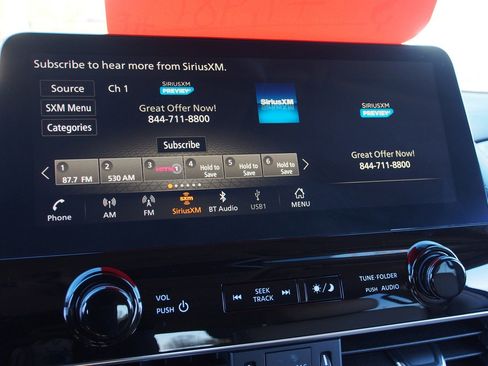 Subscribe to hear more from SiriusXM.
Source
Ch 1
SXM Menu
Categories
SIRIUSXM
PREVIEW
Great Offer Now!
844-711-8800
SiriusXM
SIRIUSXM
PREVIEW
Great Offer Now!
844-711-8800
Subscribe
1
87.7 FM
2
530 AM
3
HITS 1
4
Hold to
Save
5
Hold to
Save
6
Hold to
Save
Phone
AM
FM
sxm
SiriusXM
BT Audio
USB1
MENU
VOL
PUSH
SEEK
TRACK
TUNE·FOLDER
PUSH AUDIO